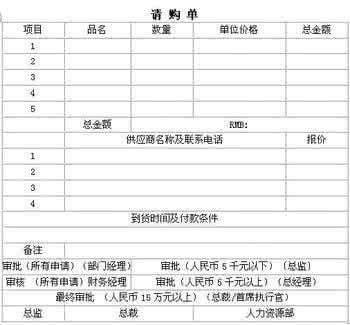 请 购 单
项目 品名 数量 单位价格 总金额
1
2
3
4
5
总金额 RMB:
供应商名称及联系电话 报价
1
2
3
4
到货时间及付款条件
备注
审批（所有申请）（部门经理） 审批（人民币5千元以下）（总监）
审核 （所有申请）财务经理 审批（人民币5千元以上）（总经理）
最终审批 （人民币15万元以上）（总裁/首席执行官）
总监 总裁 人力资源部